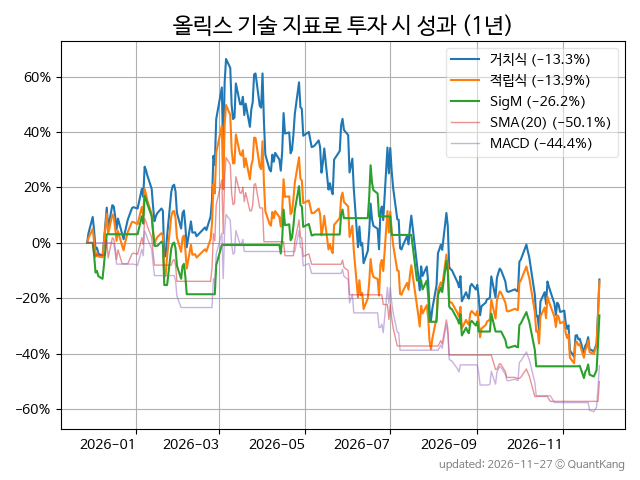 올릭스 기술 지표로 투자 시 성과 (1년)
거치식 (−13.3%)
적립식 (−13.9%)
SigM (−26.2%)
SMA(20) (−50.1%)
MACD (−44.4%)
60%
40%
20%
0%
−20%
−40%
−60%
2026-01 2026-03 2026-05 2026-07 2026-09 2026-11
updated: 2026-11-27 © QuantKang